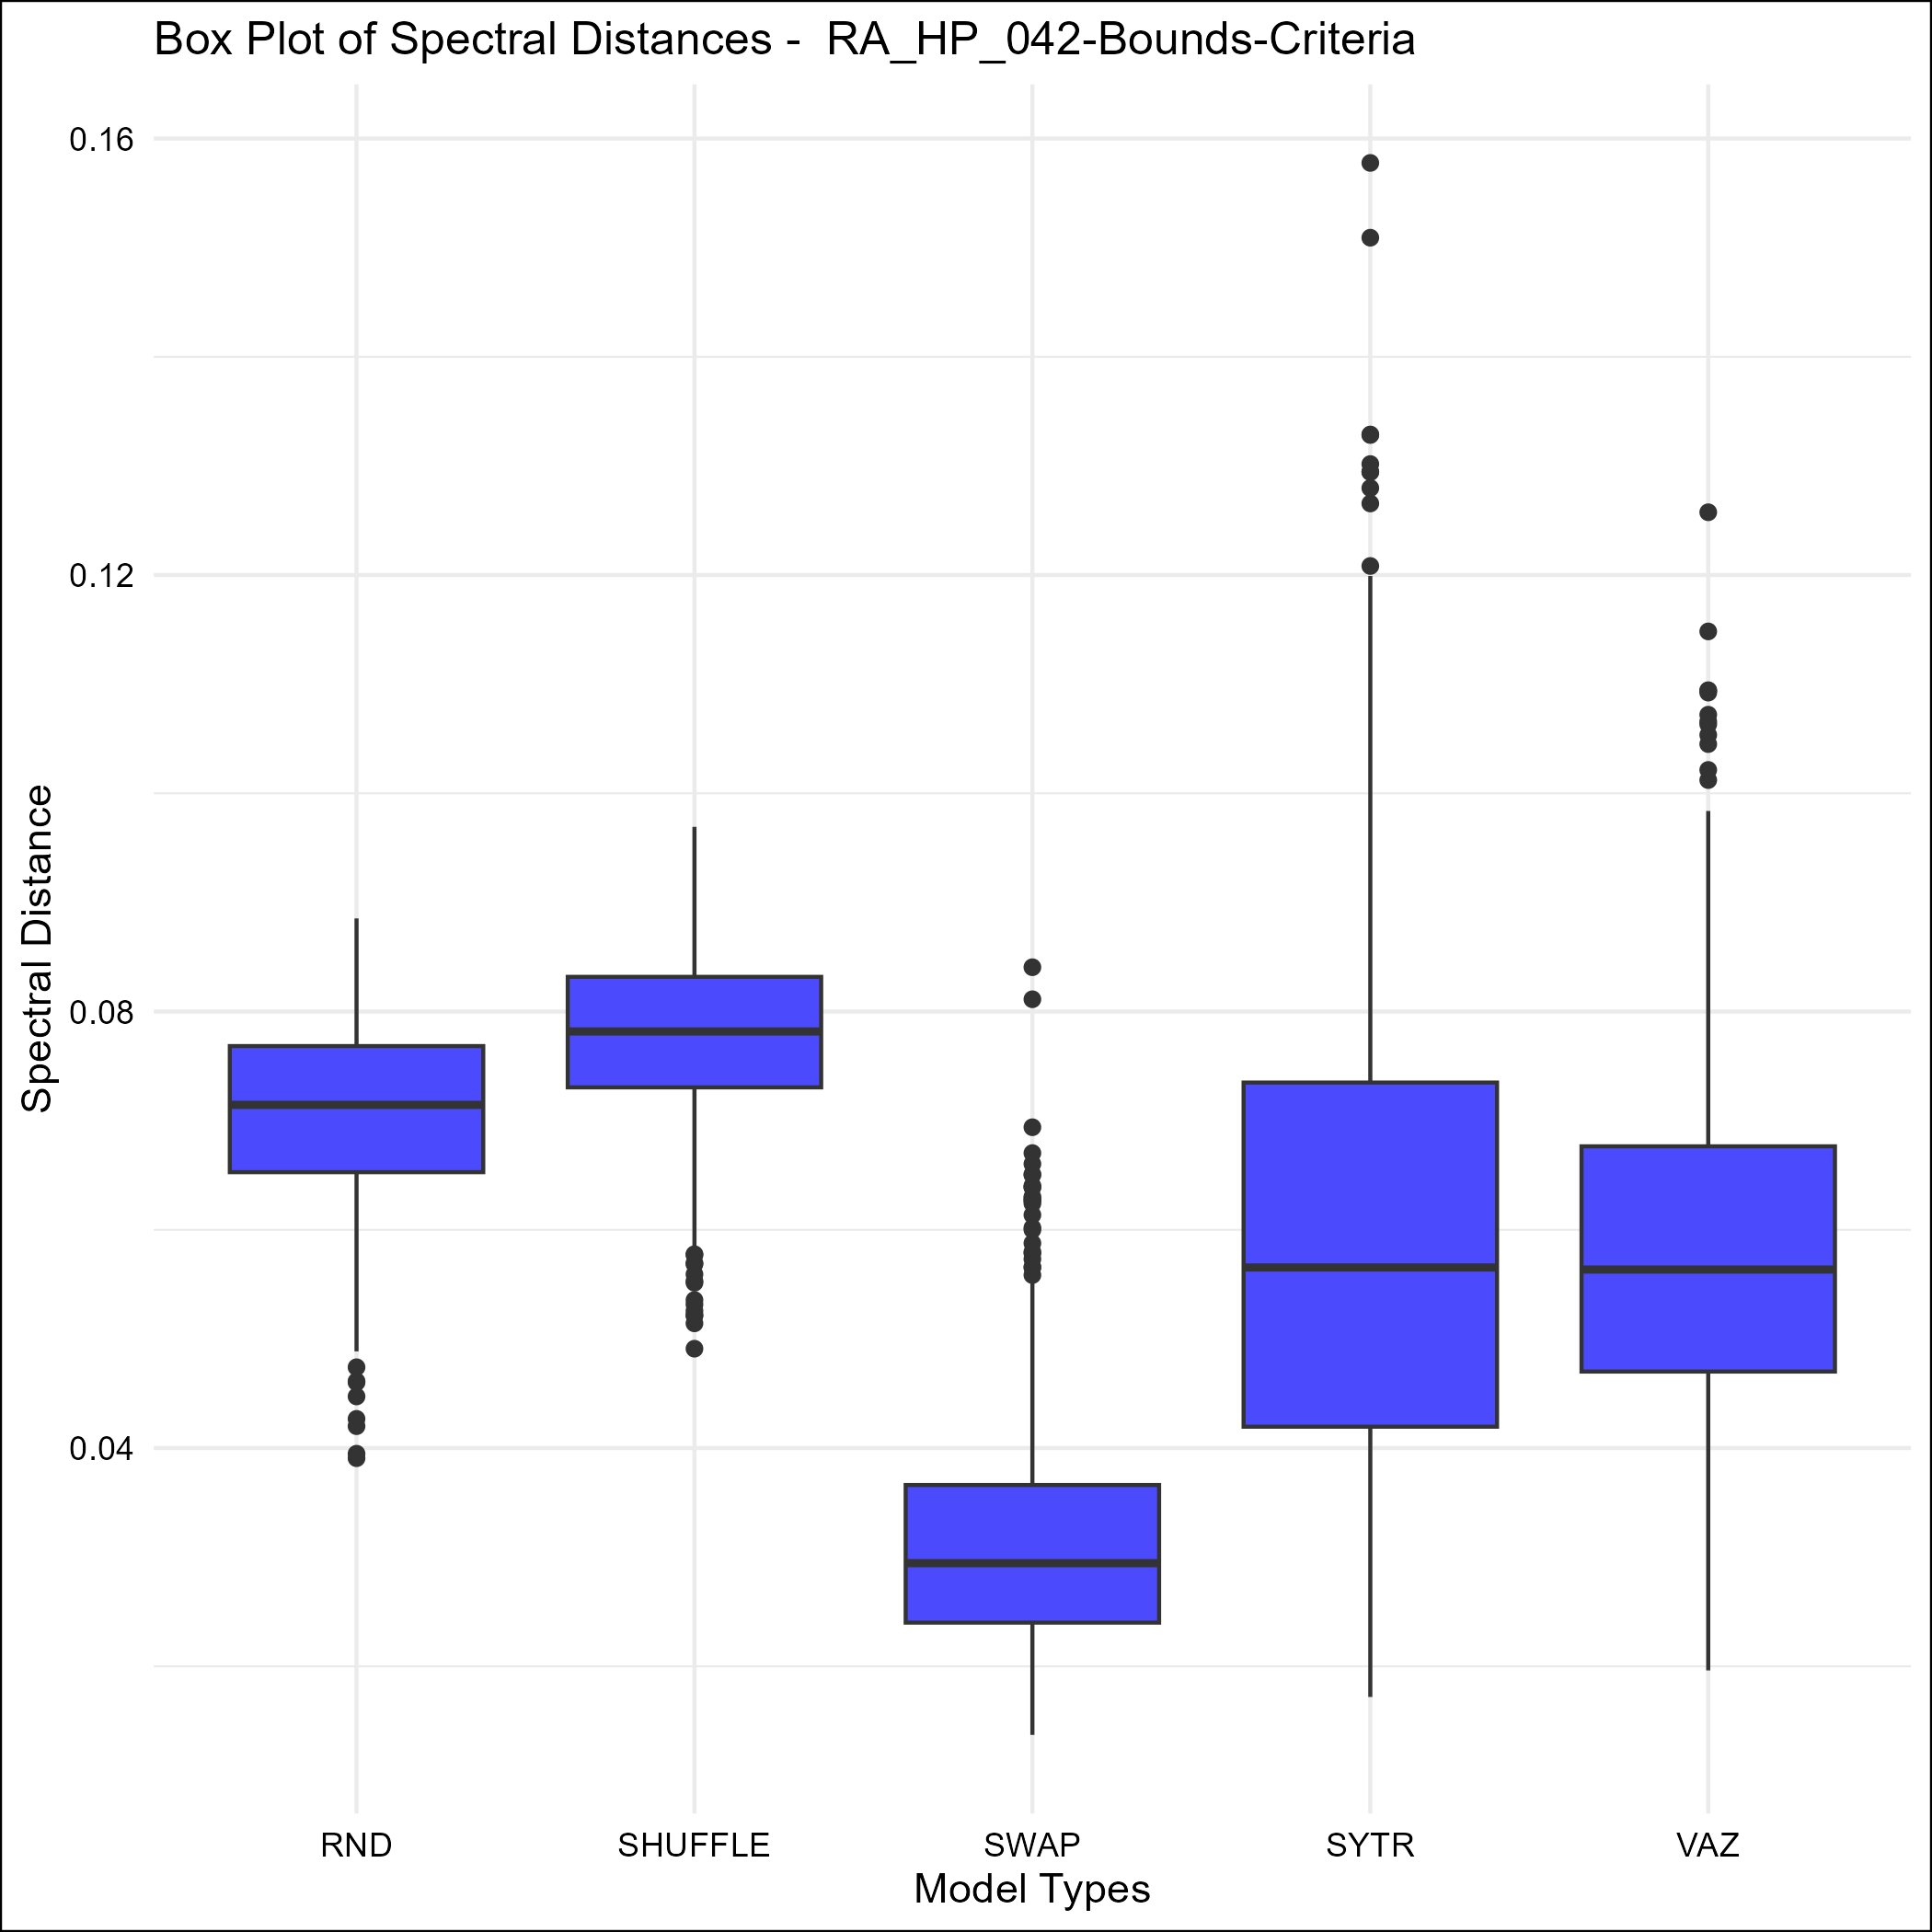 Box Plot of Spectral Distances -  RA_HP_042-Bounds-Criteria
0.16
0.12
0.08
0.04
Spectral Distance
RND SHUFFLE SWAP SYTR VAZ
Model Types